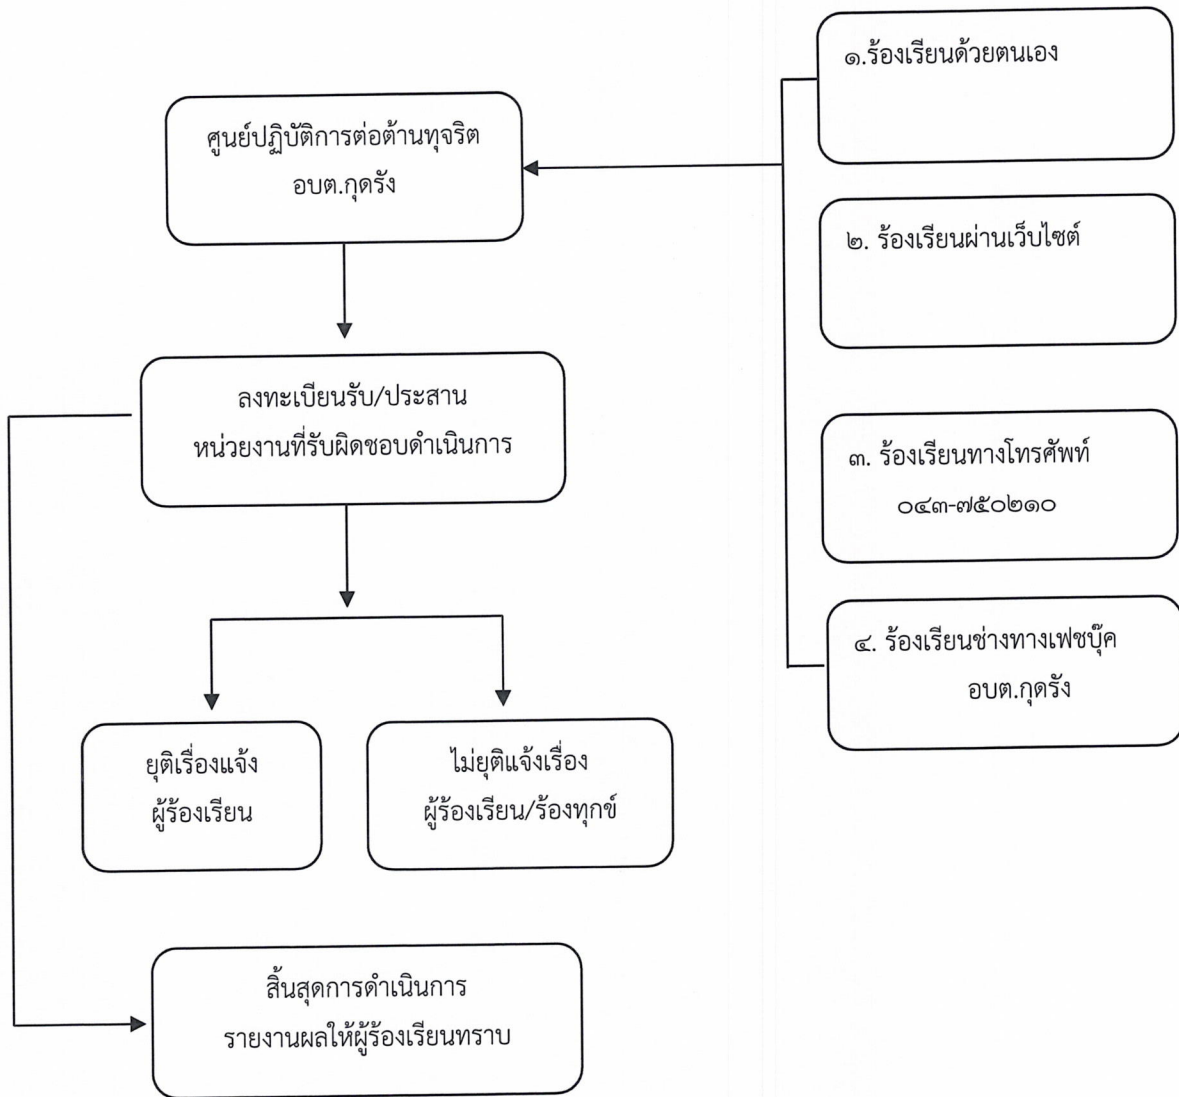 ๑.ร้องเรียนด้วยตนเอง
ศูนย์ปฏิบัติการต่อต้านทุจริต
อบต.กุดรัง
๒. ร้องเรียนผ่านเว็บไซต์
ลงทะเบียนรับ/ประสาน
หน่วยงานที่รับผิดชอบดำเนินการ
๓. ร้องเรียนทางโทรศัพท์
๐๔๓-๗๕๐๒๑๐
๔. ร้องเรียนช่างทางเฟชบุ๊ค
อบต.กุดรัง
ยุติเรื่องแจ้ง
ผู้ร้องเรียน
ไม่ยุติแจ้งเรื่อง
ผู้ร้องเรียน/ร้องทุกข์
สิ้นสุดการดำเนินการ
รายงานผลให้ผู้ร้องเรียนทราบ